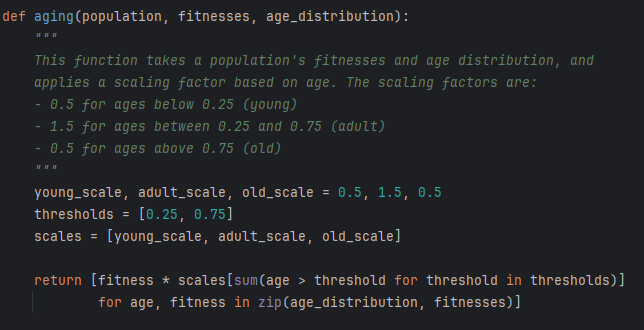 def aging(population, fitnesses, age_distribution):
    """
    This function takes a population's fitnesses and age distribution, and
    applies a scaling factor based on age. The scaling factors are:
    - 0.5 for ages below 0.25 (young)
    - 1.5 for ages between 0.25 and 0.75 (adult)
    - 0.5 for ages above 0.75 (old)
    """
    young_scale, adult_scale, old_scale = 0.5, 1.5, 0.5
    thresholds = [0.25, 0.75]
    scales = [young_scale, adult_scale, old_scale]

    return [fitness * scales[sum(age > threshold for threshold in thresholds)]
            for age, fitness in zip(age_distribution, fitnesses)]